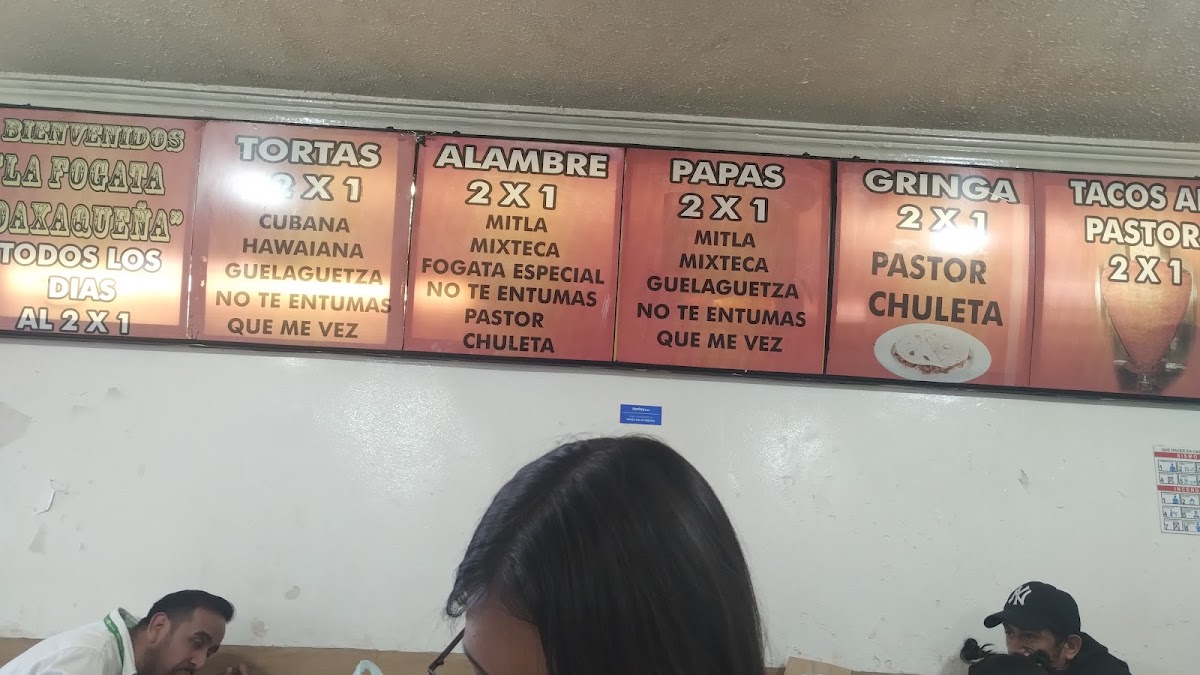 BIENVENIDOS
"LA FOGATA
OAXAQUEÑA"
TODOS LOS
DIAS
AL 2 X 1
TORTAS
2 X 1
CUBANA
HAWAIANA
GUELAGUETZA
NO TE ENTUMAS
QUE ME VEZ
ALAMBRE
2 X 1
MITLA
MIXTECA
FOGATA ESPECIAL
NO TE ENTUMAS
PASTOR
CHULETA
PAPAS
2 X 1
MITLA
MIXTECA
GUELAGUETZA
NO TE ENTUMAS
QUE ME VEZ
GRINGA
2 X 1
PASTOR
CHULETA
TACOS AL
PASTOR
2 X 1
NY